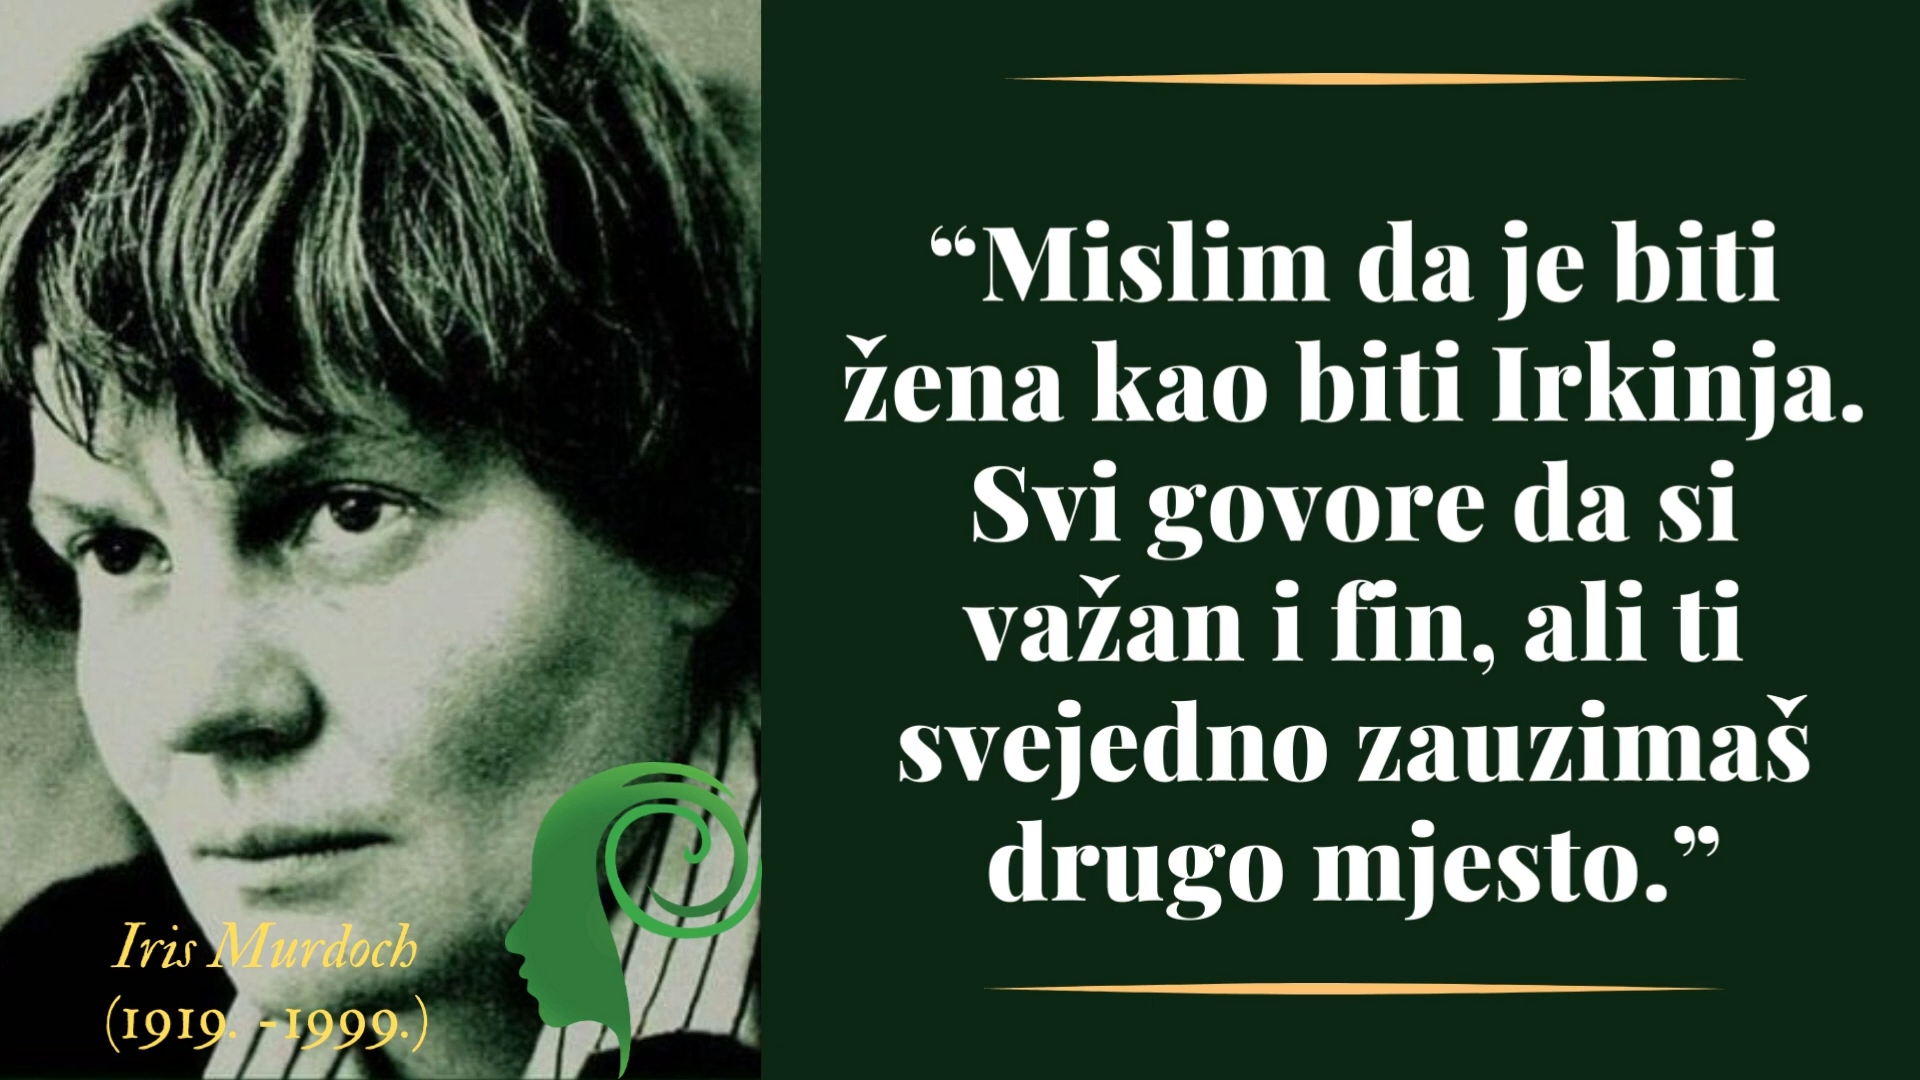 “Mislim da je biti
žena kao biti Irkinja.
Svi govore da si
važan i fin, ali ti
svejedno zauzimaš
drugo mjesto.”
Iris Murdoch
(1919. -1999.)